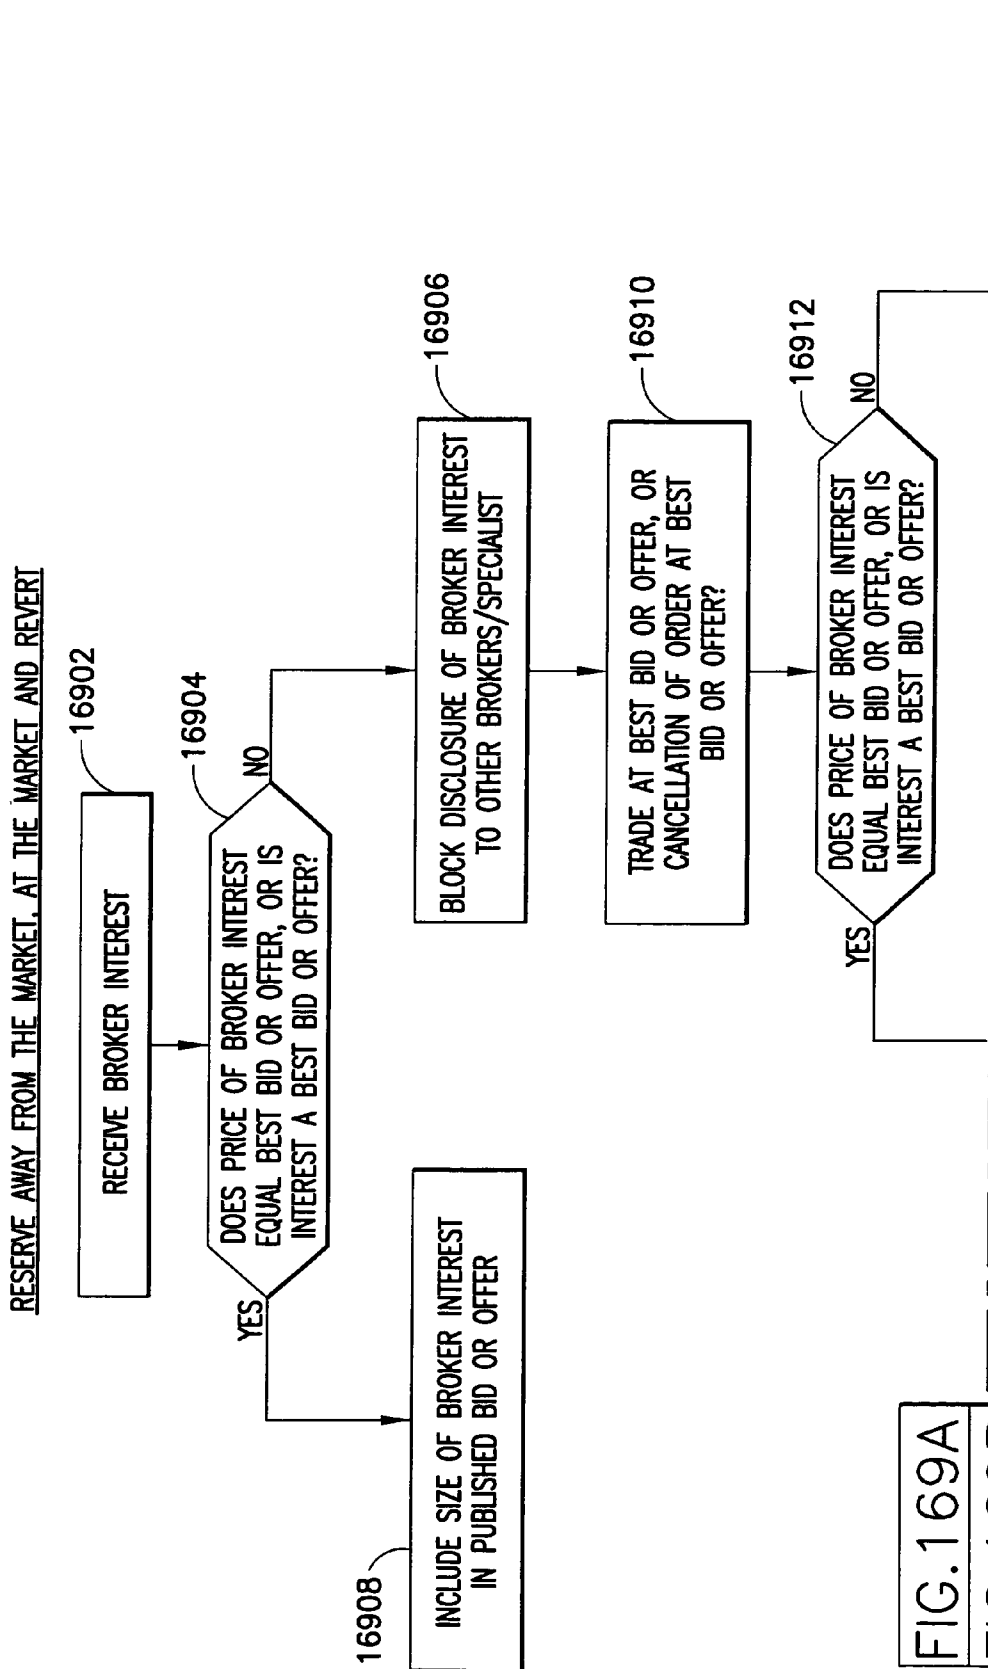 RESERVE AWAY FROM THE MARKET, AT THE MARKET AND REVERT
RECEIVE BROKER INTEREST
16902
DOES PRICE OF BROKER INTEREST
EQUAL BEST BID OR OFFER, OR IS
INTEREST A BEST BID OR OFFER?
16904
YES
NO
INCLUDE SIZE OF BROKER INTEREST
IN PUBLISHED BID OR OFFER
16908
BLOCK DISCLOSURE OF BROKER INTEREST
TO OTHER BROKERS/SPECIALIST
16906
TRADE AT BEST BID OR OFFER, OR
CANCELLATION OF ORDER AT BEST
BID OR OFFER?
16910
DOES PRICE OF BROKER INTEREST
EQUAL BEST BID OR OFFER, OR IS
INTEREST A BEST BID OR OFFER?
16912
YES
NO
FIG.169A